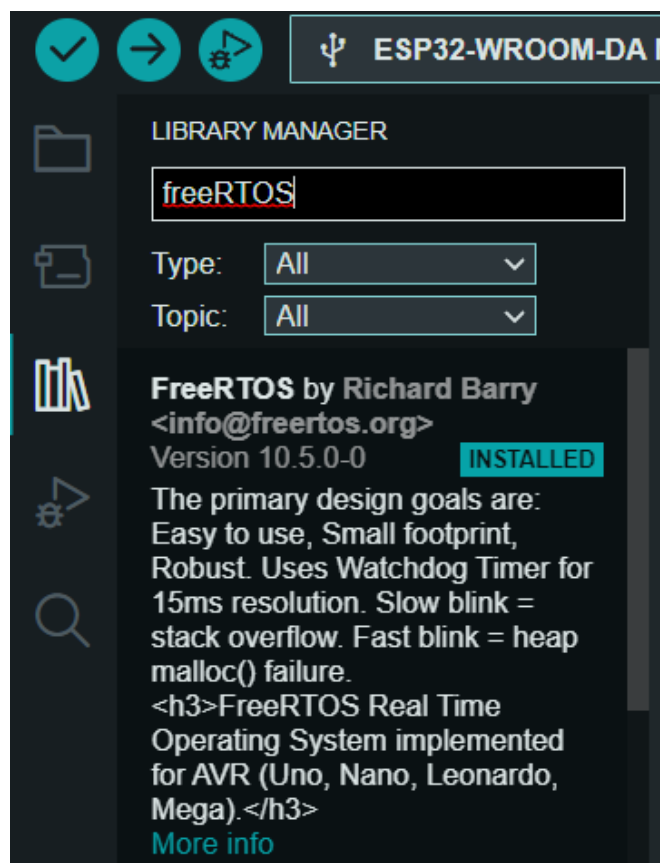 ESP32-WROOM-DA
LIBRARY MANAGER
freeRTOS
Type: All
Topic: All
FreeRTOS by Richard Barry
<info@freertos.org>
Version 10.5.0-0 INSTALLED
The primary design goals are:
Easy to use, Small footprint,
Robust. Uses Watchdog Timer for
15ms resolution. Slow blink =
stack overflow. Fast blink = heap
malloc() failure.
<h3>FreeRTOS Real Time
Operating System implemented
for AVR (Uno, Nano, Leonardo,
Mega).</h3>
More info